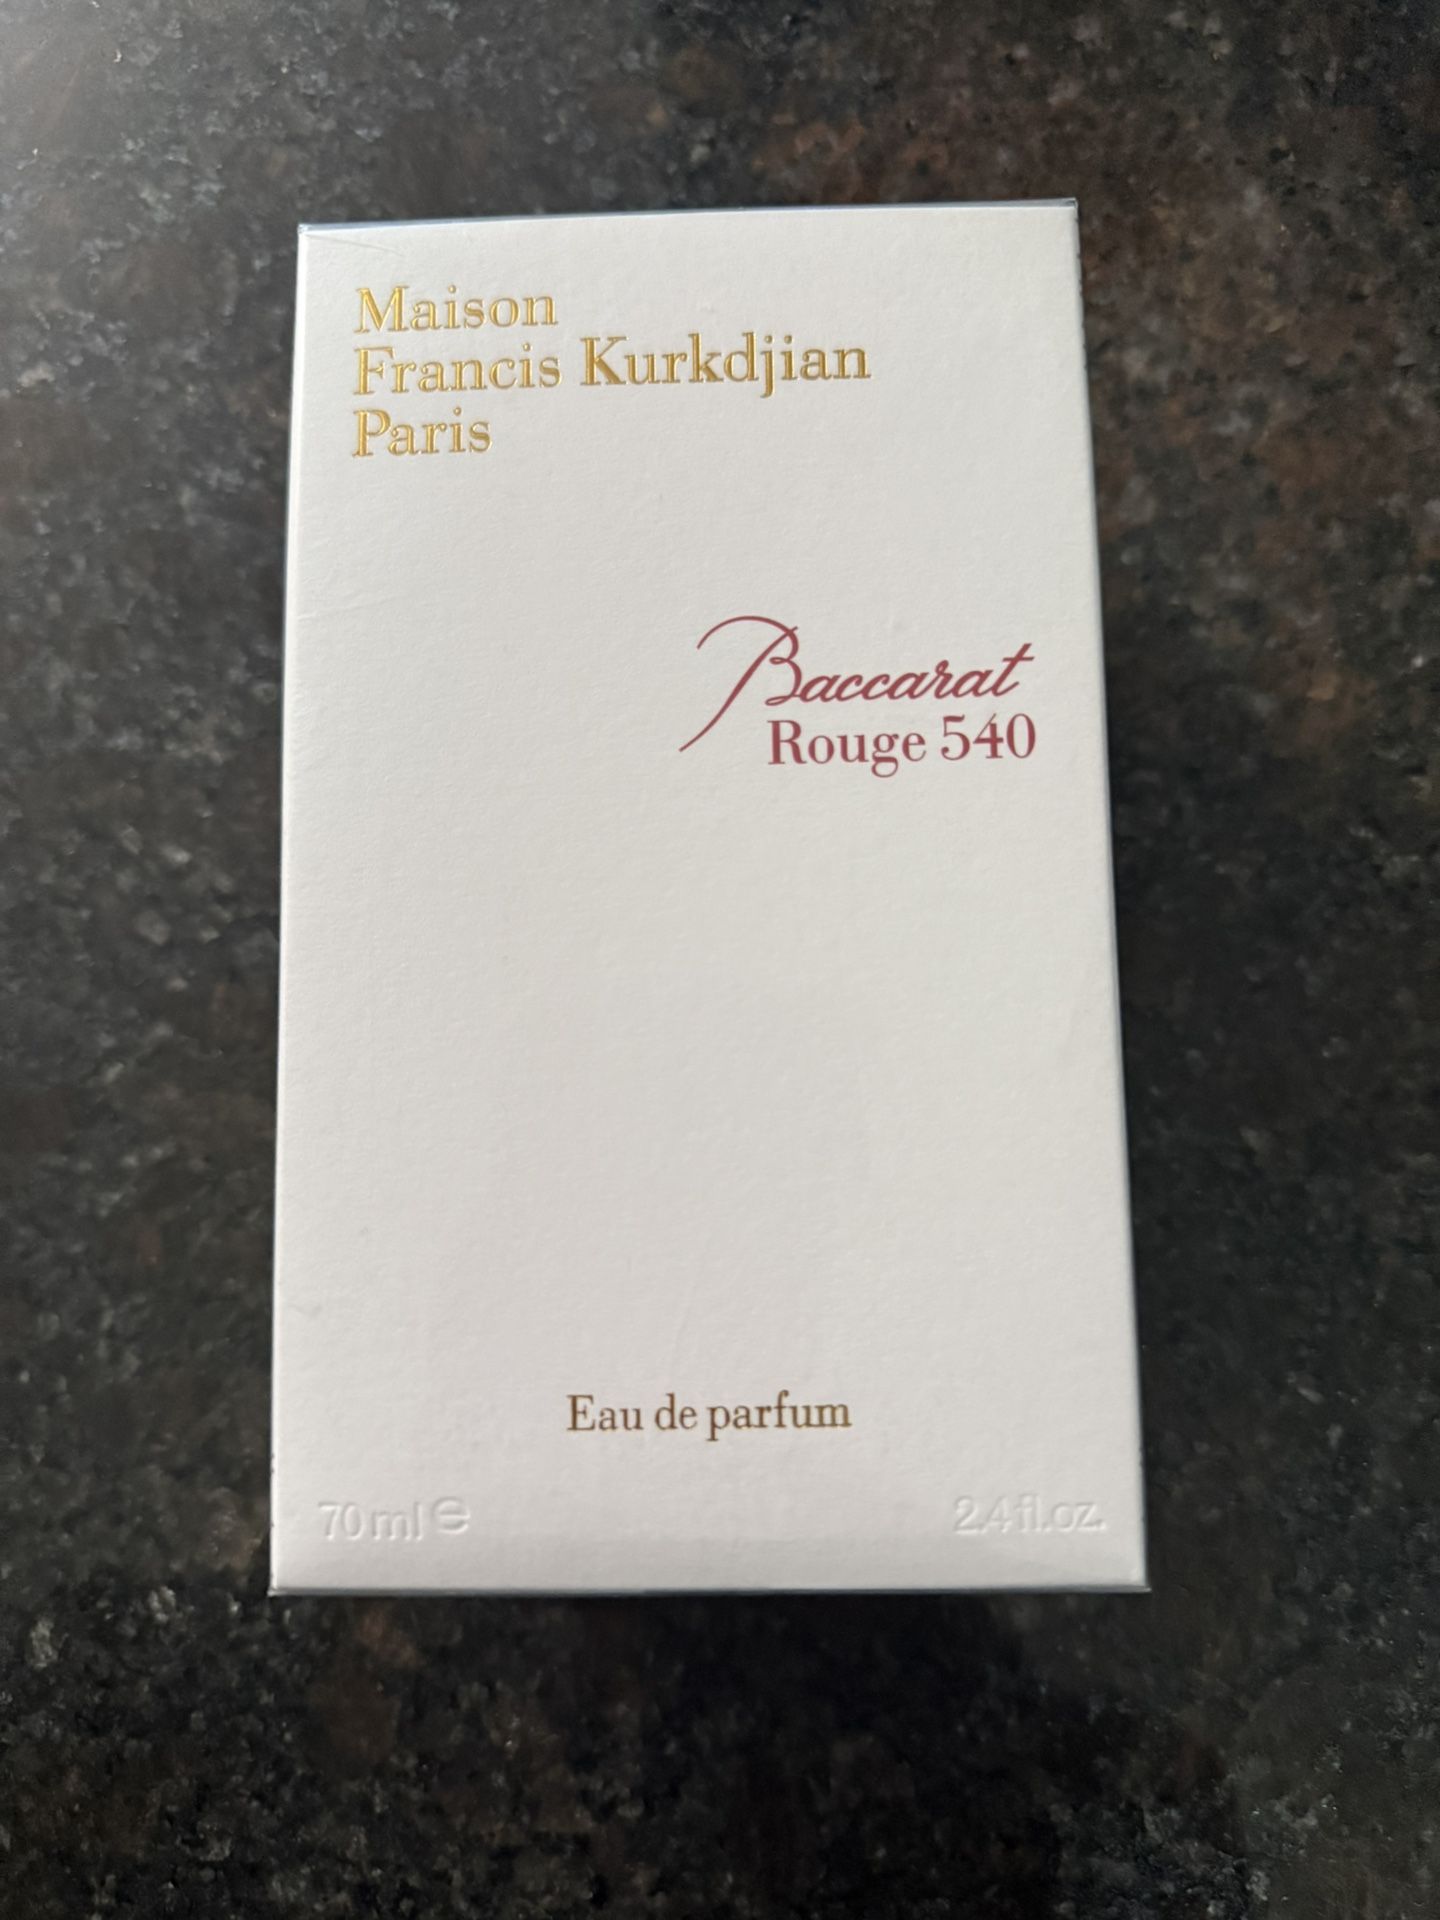 Maison
Francis Kurkdjian
Paris
Baccarat
Rouge 540
Eau de parfum
70 ml ℮
2.4 fl.oz.